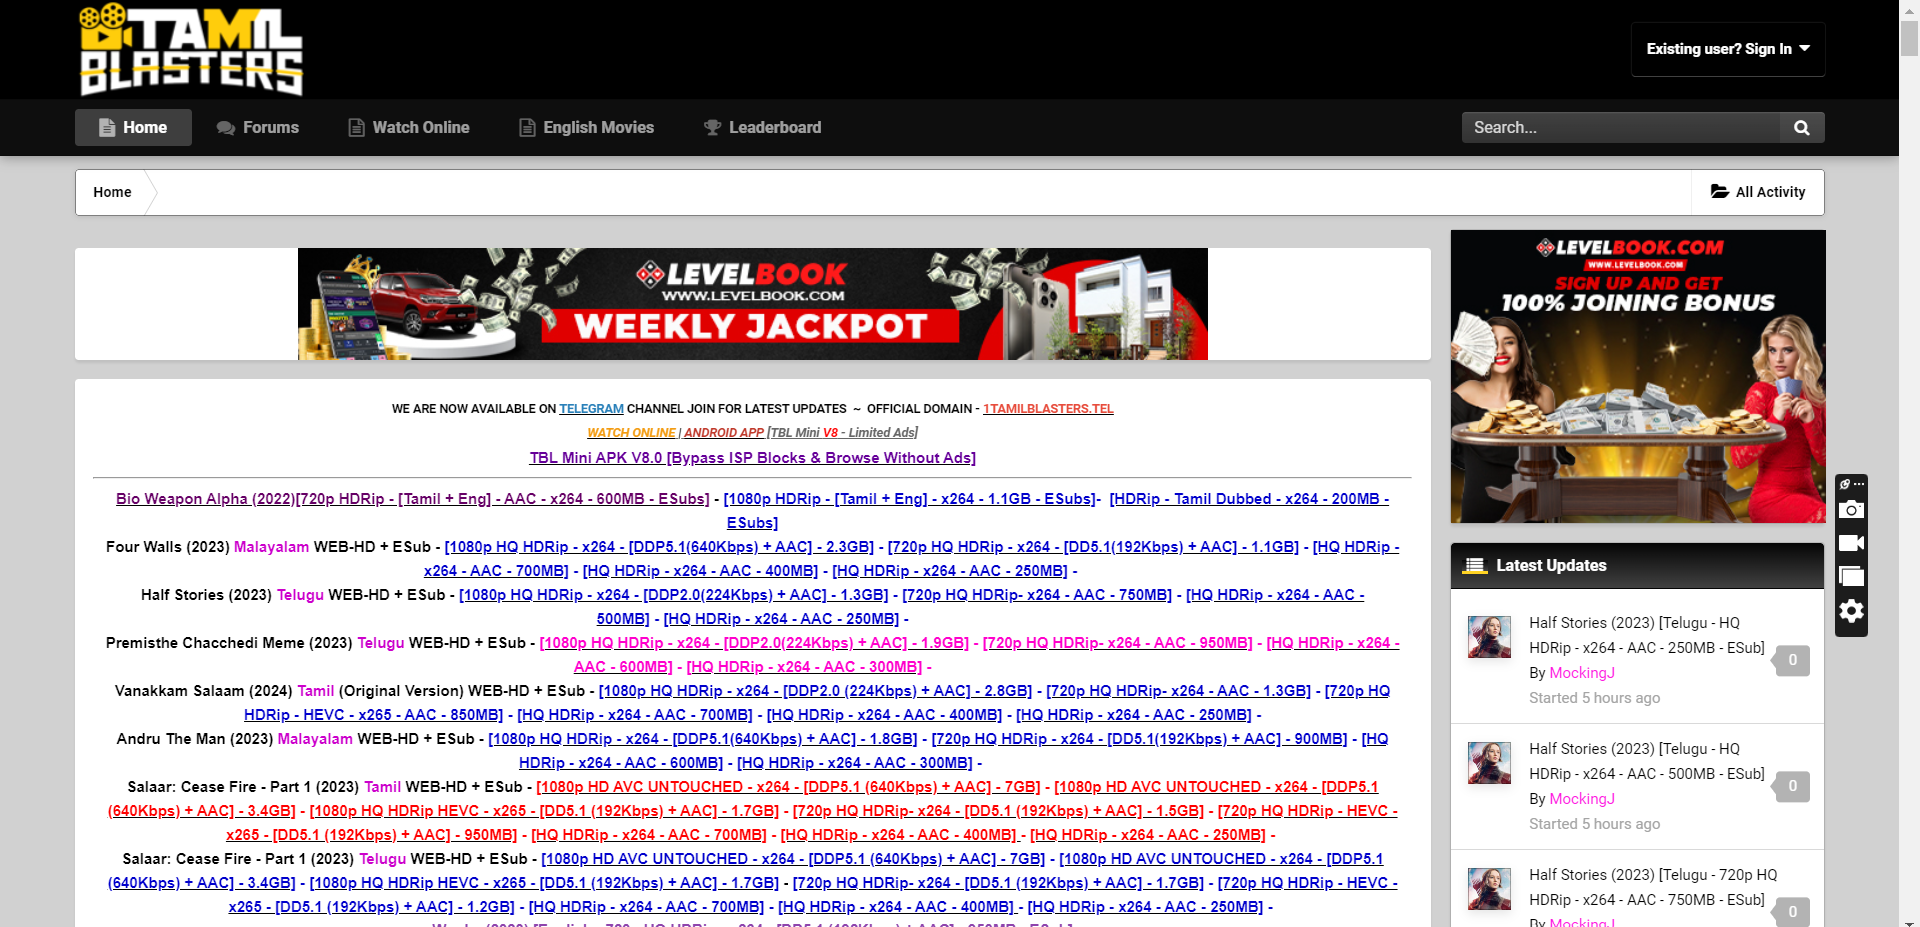 TAMIL
BLASTERS
Existing user? Sign In
Home
Forums
Watch Online
English Movies
Leaderboard
Search...
Home
All Activity
LEVELBOOK
WWW.LEVELBOOK.COM
WEEKLY JACKPOT
LEVELBOOK.COM
WWW.LEVELBOOK.COM
SIGN UP AND GET
100% JOINING BONUS
WE ARE NOW AVAILABLE ON TELEGRAM CHANNEL JOIN FOR LATEST UPDATES ~ OFFICIAL DOMAIN - 1TAMILBLASTERS.TEL
WATCH ONLINE | ANDROID APP [TBL Mini V8 - Limited Ads]
TBL Mini APK V8.0 [Bypass ISP Blocks & Browse Without Ads]
Bio Weapon Alpha (2022)[720p HDRip - [Tamil + Eng] - AAC - x264 - 600MB - ESubs] - [1080p HDRip - [Tamil + Eng] - x264 - 1.1GB - ESubs]- [HDRip - Tamil Dubbed - x264 - 200MB -
ESubs]
Four Walls (2023) Malayalam WEB-HD + ESub - [1080p HQ HDRip - x264 - [DDP5.1(640Kbps) + AAC] - 2.3GB] - [720p HQ HDRip - x264 - [DD5.1(192Kbps) + AAC] - 1.1GB] - [HQ HDRip -
x264 - AAC - 700MB] - [HQ HDRip - x264 - AAC - 400MB] - [HQ HDRip - x264 - AAC - 250MB] -
Half Stories (2023) Telugu WEB-HD + ESub - [1080p HQ HDRip - x264 - [DDP2.0(224Kbps) + AAC] - 1.3GB] - [720p HQ HDRip- x264 - AAC - 750MB] - [HQ HDRip - x264 - AAC -
500MB] - [HQ HDRip - x264 - AAC - 250MB] -
Premisthe Chacchedi Meme (2023) Telugu WEB-HD + ESub - [1080p HQ HDRip - x264 - [DDP2.0(224Kbps) + AAC] - 1.9GB] - [720p HQ HDRip- x264 - AAC - 950MB] - [HQ HDRip - x264 -
AAC - 600MB] - [HQ HDRip - x264 - AAC - 300MB] -
Vanakkam Salaam (2024) Tamil (Original Version) WEB-HD + ESub - [1080p HQ HDRip - x264 - [DDP2.0 (224Kbps) + AAC] - 2.8GB] - [720p HQ HDRip- x264 - AAC - 1.3GB] - [720p HQ
HDRip - HEVC - x265 - AAC - 850MB] - [HQ HDRip - x264 - AAC - 700MB] - [HQ HDRip - x264 - AAC - 400MB] - [HQ HDRip - x264 - AAC - 250MB] -
Andru The Man (2023) Malayalam WEB-HD + ESub - [1080p HQ HDRip - x264 - [DDP5.1(640Kbps) + AAC] - 1.8GB] - [720p HQ HDRip - x264 - [DD5.1(192Kbps) + AAC] - 900MB] - [HQ
HDRip - x264 - AAC - 600MB] - [HQ HDRip - x264 - AAC - 300MB] -
Salaar: Cease Fire - Part 1 (2023) Tamil WEB-HD + ESub - [1080p HD AVC UNTOUCHED - x264 - [DDP5.1 (640Kbps) + AAC] - 7GB] - [1080p HD AVC UNTOUCHED - x264 - [DDP5.1
(640Kbps) + AAC] - 3.4GB] - [1080p HQ HDRip HEVC - x265 - [DD5.1 (192Kbps) + AAC] - 1.7GB] - [720p HQ HDRip- x264 - [DD5.1 (192Kbps) + AAC] - 1.5GB] - [720p HQ HDRip - HEVC -
x265 - [DD5.1 (192Kbps) + AAC] - 950MB] - [HQ HDRip - x264 - AAC - 700MB] - [HQ HDRip - x264 - AAC - 400MB] - [HQ HDRip - x264 - AAC - 250MB] -
Salaar: Cease Fire - Part 1 (2023) Telugu WEB-HD + ESub - [1080p HD AVC UNTOUCHED - x264 - [DDP5.1 (640Kbps) + AAC] - 7GB] - [1080p HD AVC UNTOUCHED - x264 - [DDP5.1
(640Kbps) + AAC] - 3.4GB] - [1080p HQ HDRip HEVC - x265 - [DD5.1 (192Kbps) + AAC] - 1.7GB] - [720p HQ HDRip- x264 - [DD5.1 (192Kbps) + AAC] - 1.7GB] - [720p HQ HDRip - HEVC -
x265 - [DD5.1 (192Kbps) + AAC] - 1.2GB] - [HQ HDRip - x264 - AAC - 700MB] - [HQ HDRip - x264 - AAC - 400MB] - [HQ HDRip - x264 - AAC - 250MB] -
Latest Updates
Half Stories (2023) [Telugu - HQ
HDRip - x264 - AAC - 250MB - ESub]
By MockingJ
Started 5 hours ago
0
Half Stories (2023) [Telugu - HQ
HDRip - x264 - AAC - 500MB - ESub]
By MockingJ
Started 5 hours ago
0
Half Stories (2023) [Telugu - 720p HQ
HDRip - x264 - AAC - 750MB - ESub]
By MockingJ
0